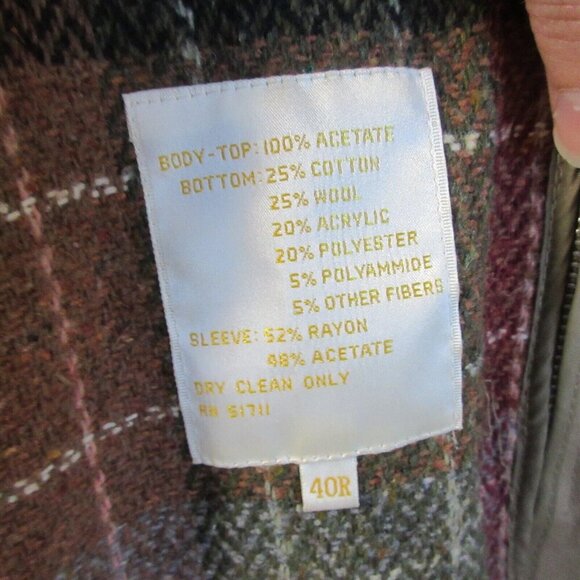 BODY-TOP: 100% ACETATE
BOTTOM: 25% COTTON
25% WOOL
20% ACRYLIC
20% POLYESTER
5% POLYAMMIDE
5% OTHER FIBERS
SLEEVE: 52% RAYON
48% ACETATE
DRY CLEAN ONLY
RN 51711
40R